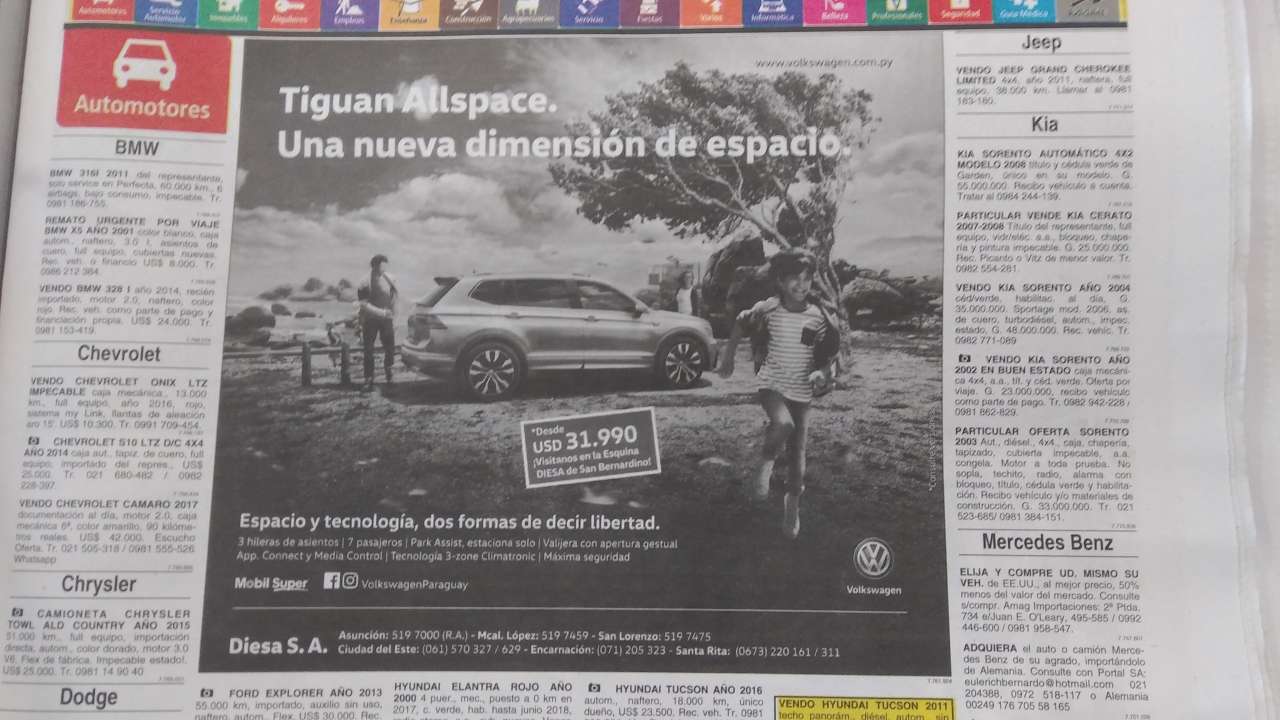 Automotores
Servicio
Automotor
Inmuebles
Alquileres
Empleos
Enseñanza
Construcción
Agropecuarios
Servicio
Fiestas
Varios
Informática
Belleza
Profesionales
Seguridad
Guía Médica
Automotores
BMW
BMW 316I 2011 del representante,
solo service en Perfecta, 60.000 km., 6
airbags, bajo consumo, impecable. Tr.
0981 186-755.
REMATO URGENTE POR VIAJE
BMW X5 AÑO 2001 color blanco, caja
autom., naftero, 3.0 l, asientos de
cuero, full equipo, cubiertas nuevas.
Rec. veh. o financio US$ 8.000. Tr.
0986 212 384.
VENDO BMW 328 I año 2014, recién
importado, motor 2.0, naftero, color
rojo. Rec. veh. como parte de pago y
financiación propia. US$ 24.000. Tr.
0981 153-419.
Chevrolet
VENDO CHEVROLET ONIX LTZ
IMPECABLE caja mecánica., 13.000
km., full equipo, año 2016, rojo,
sistema my Link, llantas de aleación
aro 15'. US$ 10.300. Tr. 0991 709-454.
CHEVROLET S10 LTZ D/C 4X4
AÑO 2014 caja aut., tapiz. de cuero, full
equipo, importado del repres., US$
25.000. Tr. 021 680-482 / 0982
228-397.
VENDO CHEVROLET CAMARO 2017
documentación al día, motor 2.0, caja
mecánica 6ª, color amarillo, 90 kilóme-
tros reales. US$ 42.000. Escucho
Oferta. Tr. 021 505-318 / 0981 555-526
Whatsapp
Chrysler
CAMIONETA CHRYSLER
TOWL ALD COUNTRY AÑO 2015
51.000 km., full equipo, importación
directa, autom., color dorado, motor 3.0
V6, Flex de fábrica. Impecable estado!.
US$ 25.000. Tr. 0981 14 90 40
Dodge
www.volkswagen.com.py
Tiguan Allspace.
Una nueva dimensión de espacio.
*Desde
USD 31.990
¡Visitanos en la Esquina
DIESA de San Bernardino!
Espacio y tecnología, dos formas de decir libertad.
3 hileras de asientos | 7 pasajeros | Park Assist, estaciona solo | Valijera con apertura gestual
App. Connect y Media Control | Tecnología 3-zone Climatronic | Máxima seguridad
Mobil Super
VolkswagenParaguay
Volkswagen
Diesa S. A.
Asunción: 519 7000 (R.A.) - Mcal. López: 519 7459 - San Lorenzo: 519 7475
Ciudad del Este: (061) 570 327 / 629 - Encarnación: (071) 205 323 - Santa Rita: (0673) 220 161 / 311
FORD EXPLORER AÑO 2013
55.000 km, importado, auxilio sin uso,
naftero, autom., Flex. US$ 30.000. Rec.
HYUNDAI ELANTRA ROJO AÑO
2000 4 puer., mec., puesto a 0 km en
2017, c. verde, hab. hasta junio 2018,
HYUNDAI TUCSON AÑO 2016
naftero, autom., 18.000 km, único
dueño, US$ 23.500. Rec. veh. Tr. 0981
VENDO HYUNDAI TUCSON 2011
techo panorám., diésel, autom., sin
Jeep
VENDO JEEP GRAND CHEROKEE
LIMITED 4x4, año 2011, naftera, full
equipo. 38.000 km. Llamar al 0981
163-160.
Kia
KIA SORENTO AUTOMÁTICO 4X2
MODELO 2008 título y cédula verde de
Garden, único en su modelo. G.
55.000.000. Recibo vehículo a cuenta.
Tratar al 0984 244-139.
PARTICULAR VENDE KIA CERATO
2007-2008 Título del representante, full
equipo, vidr/eléc. a.a., bloqueo, chape-
ría y pintura impecable. G. 25.000.000.
Rec. Picanto o Vitz de menor valor. Tr.
0982 554-281.
VENDO KIA SORENTO AÑO 2004
céd/verde, habilitac. al día, G.
35.000.000. Sportage mod. 2006, as.
de cuero, turbodiésel, autom., impec.
estado, G. 48.000.000. Rec. vehíc. Tr.
0982 771-089
VENDO KIA SORENTO AÑO
2002 EN BUEN ESTADO caja mecáni-
ca 4x4, a.a., tít. y céd. verde. Oferta por
viaje. G. 23.000.000, recibo vehículo
como parte de pago. Tr. 0982 942-228 /
0981 862-829.
PARTICULAR OFERTA SORENTO
2003 Aut., diésel., 4x4., caja, chapería,
tapizado, cubierta impecable, a.a.
congela. Motor a toda prueba. No
sopla, techito, radio, alarma con
bloqueo, título, cédula verde y habilita-
ción. Recibo vehículo y/o materiales de
construcción. G. 33.000.000. Tr. 021
523-685/ 0981 384-151.
Mercedes Benz
ELIJA Y COMPRE UD. MISMO SU
VEH. de EE.UU., al mejor precio, 50%
menos del valor del mercado. Consulte
s/compr. Amag Importaciones: 2ª Ptda.
734 e/Juan E. O'Leary, 495-585 / 0992
446-600 / 0981 958-547.
ADQUIERA el auto o camión Merce-
des Benz de su agrado, importándolo
de Alemania. Consulte con Portal SA:
eulerichbernardo@hotmail.com 021
204388, 0972 518-117 o Alemania
00249 176 705 58 165